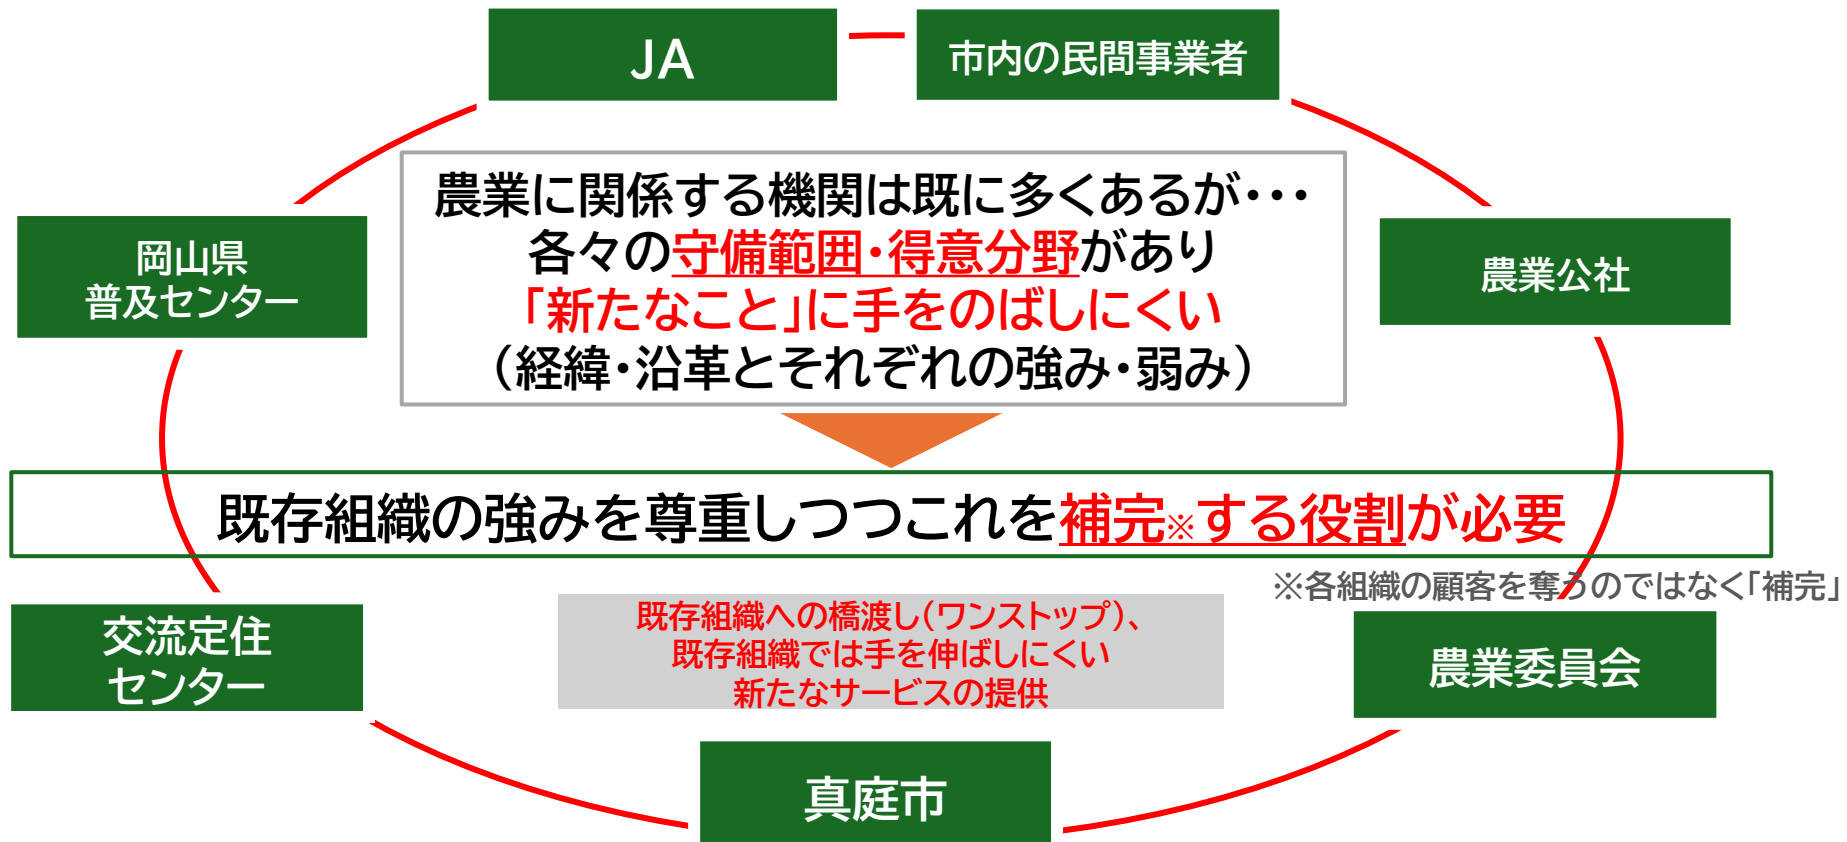 JA
市内の民間事業者
農業に関係する機関は既に多くあるが・・・
各々の守備範囲・得意分野があり
「新たなこと」に手をのばしにくい
（経緯・沿革とそれぞれの強み・弱み）
岡山県
普及センター
農業公社
既存組織の強みを尊重しつつこれを補完※する役割が必要
※各組織の顧客を奪うのではなく「補完」
交流定住
センター
既存組織への橋渡し（ワンストップ）、
既存組織では手を伸ばしにくい
新たなサービスの提供
農業委員会
真庭市